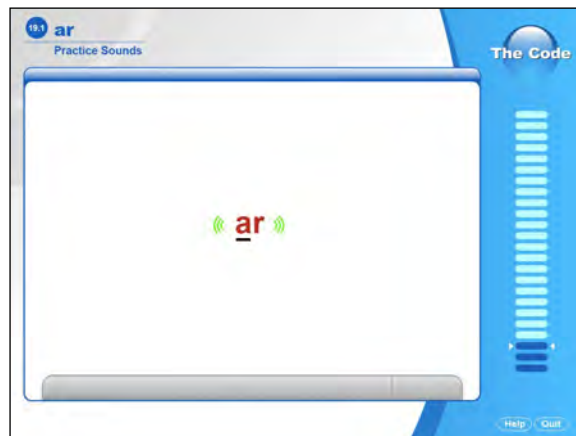 19.1 ar
Practice Sounds
The Code
ar
Help Quit